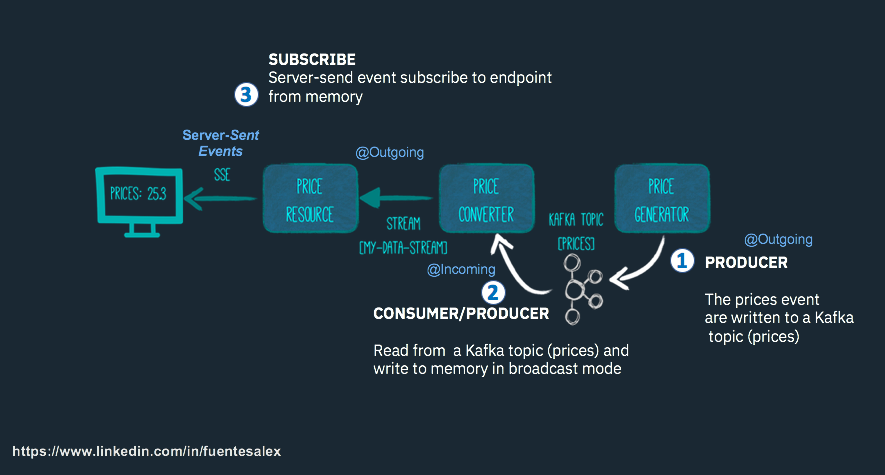 SUBSCRIBE
Server-send event subscribe to endpoint
from memory
3
Server-Sent
Events
SSE
@Outgoing
PRICES: 25.3
PRICE
RESOURCE
PRICE
CONVERTER
PRICE
GENERATOR
STREAM
[MY-DATA-STREAM]
KAFKA TOPIC
[PRICES]
@Incoming
@Outgoing
1
PRODUCER
The prices event
are written to a Kafka
topic (prices)
2
CONSUMER/PRODUCER
Read from a Kafka topic (prices) and
write to memory in broadcast mode
https://www.linkedin.com/in/fuentesalex